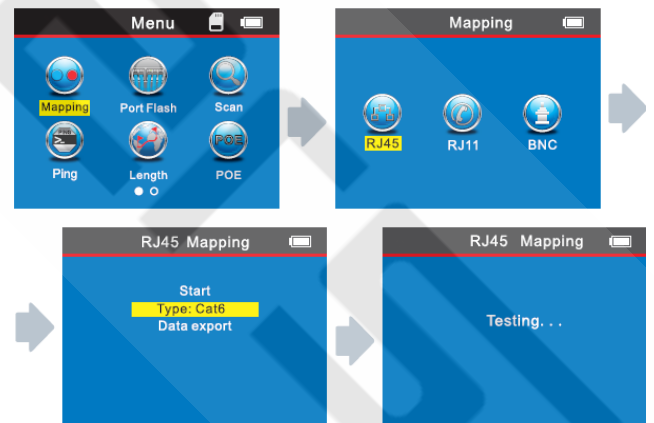 Menu
Mapping
Port Flash
Scan
Ping
Length
POE
POE
Mapping
RJ45
RJ11
BNC
RJ45 Mapping
Start
Type: Cat6
Data export
RJ45 Mapping
Testing...